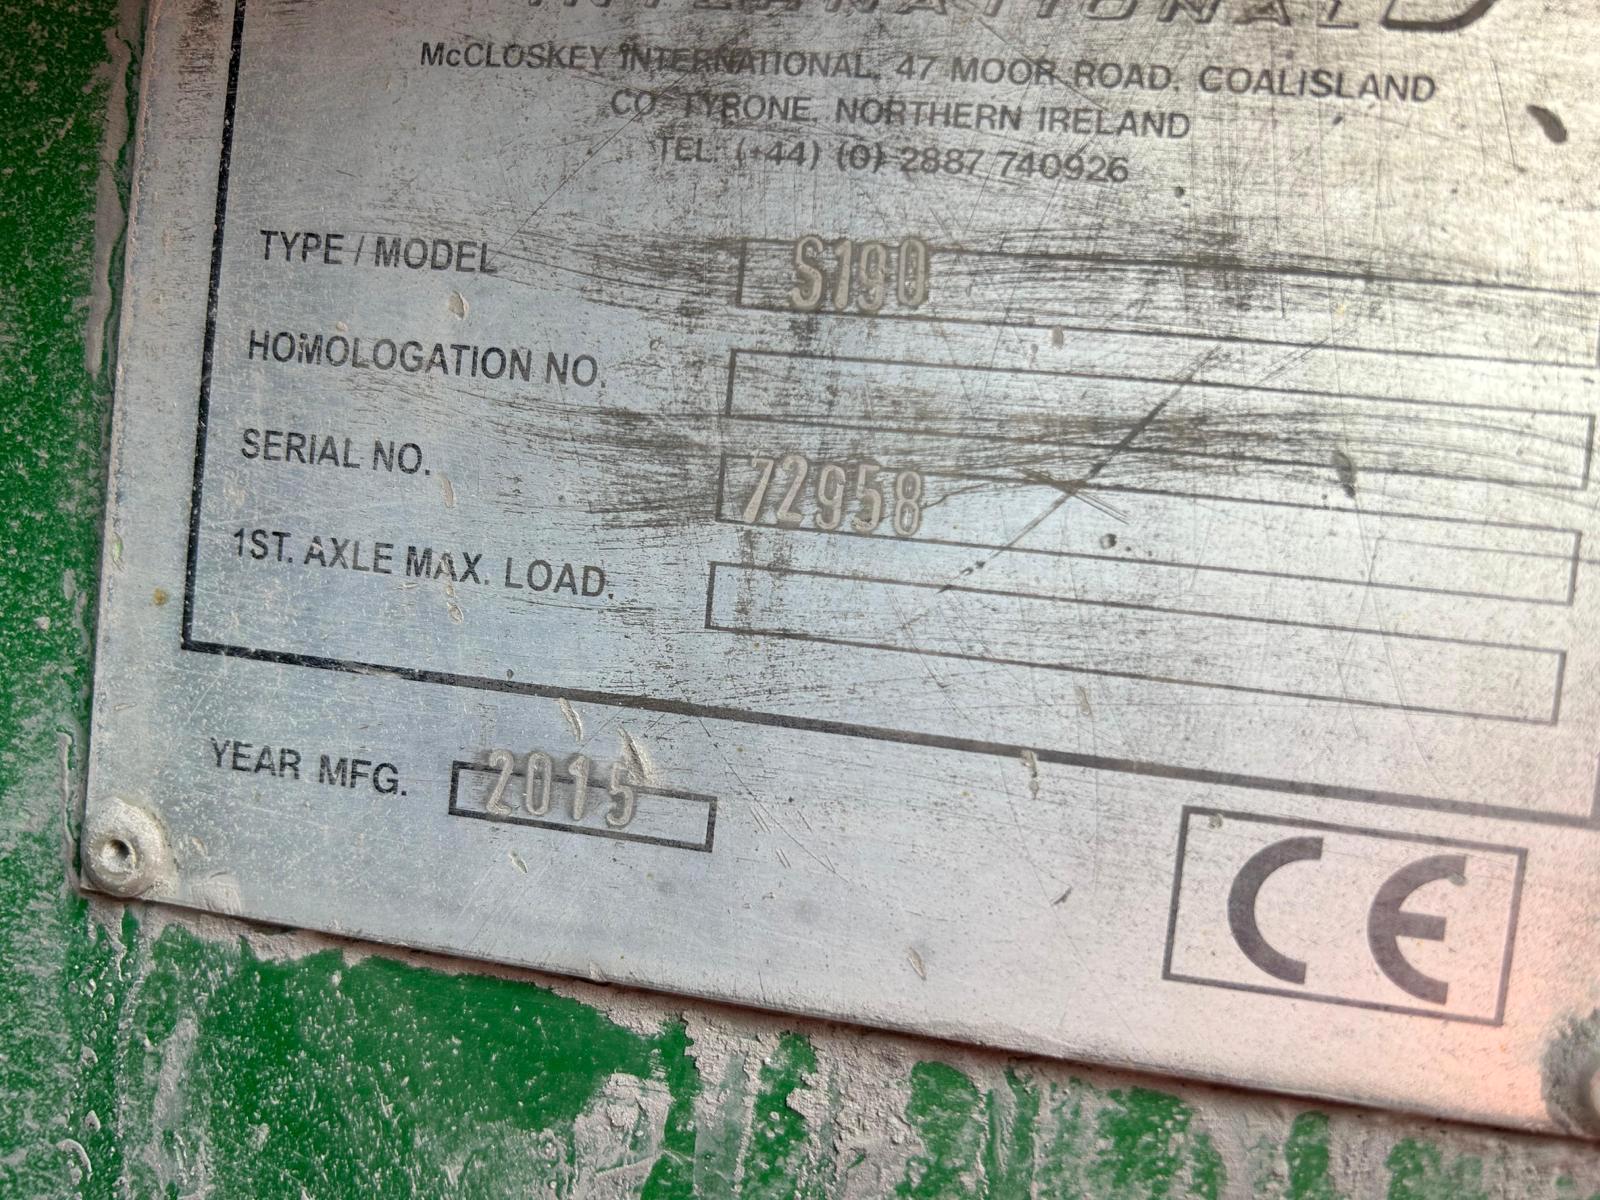 INTERNATIONAL
McCLOSKEY INTERNATIONAL, 47 MOOR ROAD, COALISLAND
CO. TYRONE, NORTHERN IRELAND
TEL: (+44) (0) 2887 740926
TYPE / MODEL S190
HOMOLOGATION NO.
SERIAL NO. 72958
1ST. AXLE MAX. LOAD.
YEAR MFG. 2015
CE